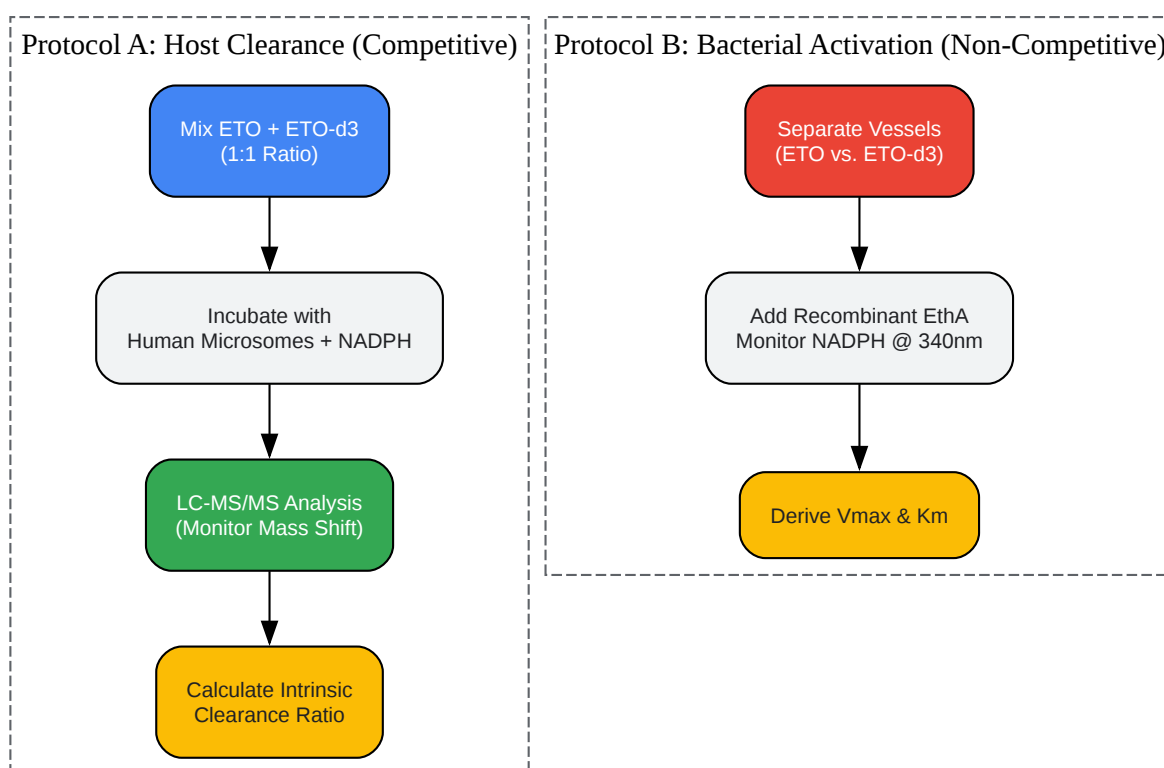 Protocol A: Host Clearance (Competitive)
Mix ETO + ETO-d3
(1:1 Ratio)
Incubate with
Human Microsomes + NADPH
LC-MS/MS Analysis
(Monitor Mass Shift)
Calculate Intrinsic
Clearance Ratio
Protocol B: Bacterial Activation (Non-Competitive)
Separate Vessels
(ETO vs. ETO-d3)
Add Recombinant EthA
Monitor NADPH @ 340nm
Derive Vmax & Km